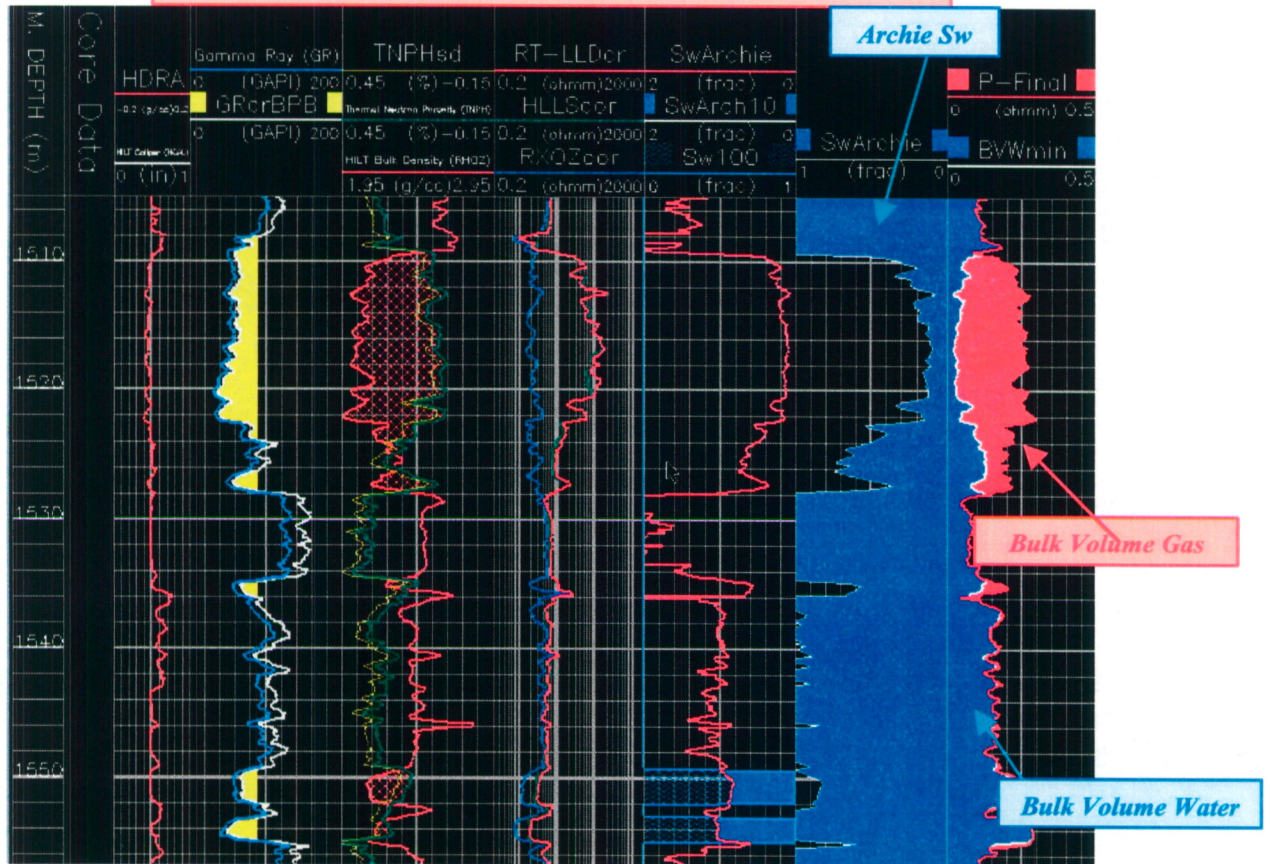 Archie Sw
M. DEPTH (m)
Core Data
HDRA
-0.2 (g/cc)0.2
HILT Caliper (HCAL)
0 (in)1
Gamma Ray (GR)
0 (GAPI) 200
GRcrBPB
0 (GAPI) 200
TNPHsd
0.45 (%) -0.15
Thermal Neutron Porosity (TNPH)
0.45 (%) -0.15
HILT Bulk Density (RHOZ)
1.95 (g/cc) 2.95
RT-LLDcr
0.2 (ohmm)2000
HLLScor
0.2 (ohmm)2000
RXOZcor
0.2 (ohmm)2000
SwArchie
2 (frac) 0
SwArch10
2 (frac) 0
Sw100
0 (frac) 1
SwArchie
1 (frac) 0
P-Final
0 (ohmm) 0.5
BVWmin
0 0.5
1510
1520
1530
1540
1550
Bulk Volume Gas
Bulk Volume Water